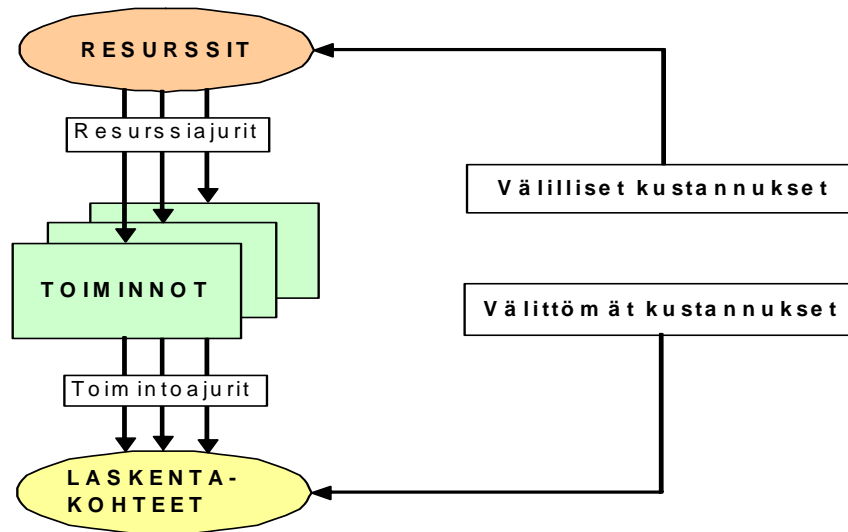 RESURSSIT
Resurssiajurit
Välilliset kustannukset
TOIMINNOT
Välittömät kustannukset
Toimintoajurit
LASKENTA-
KOHTEET